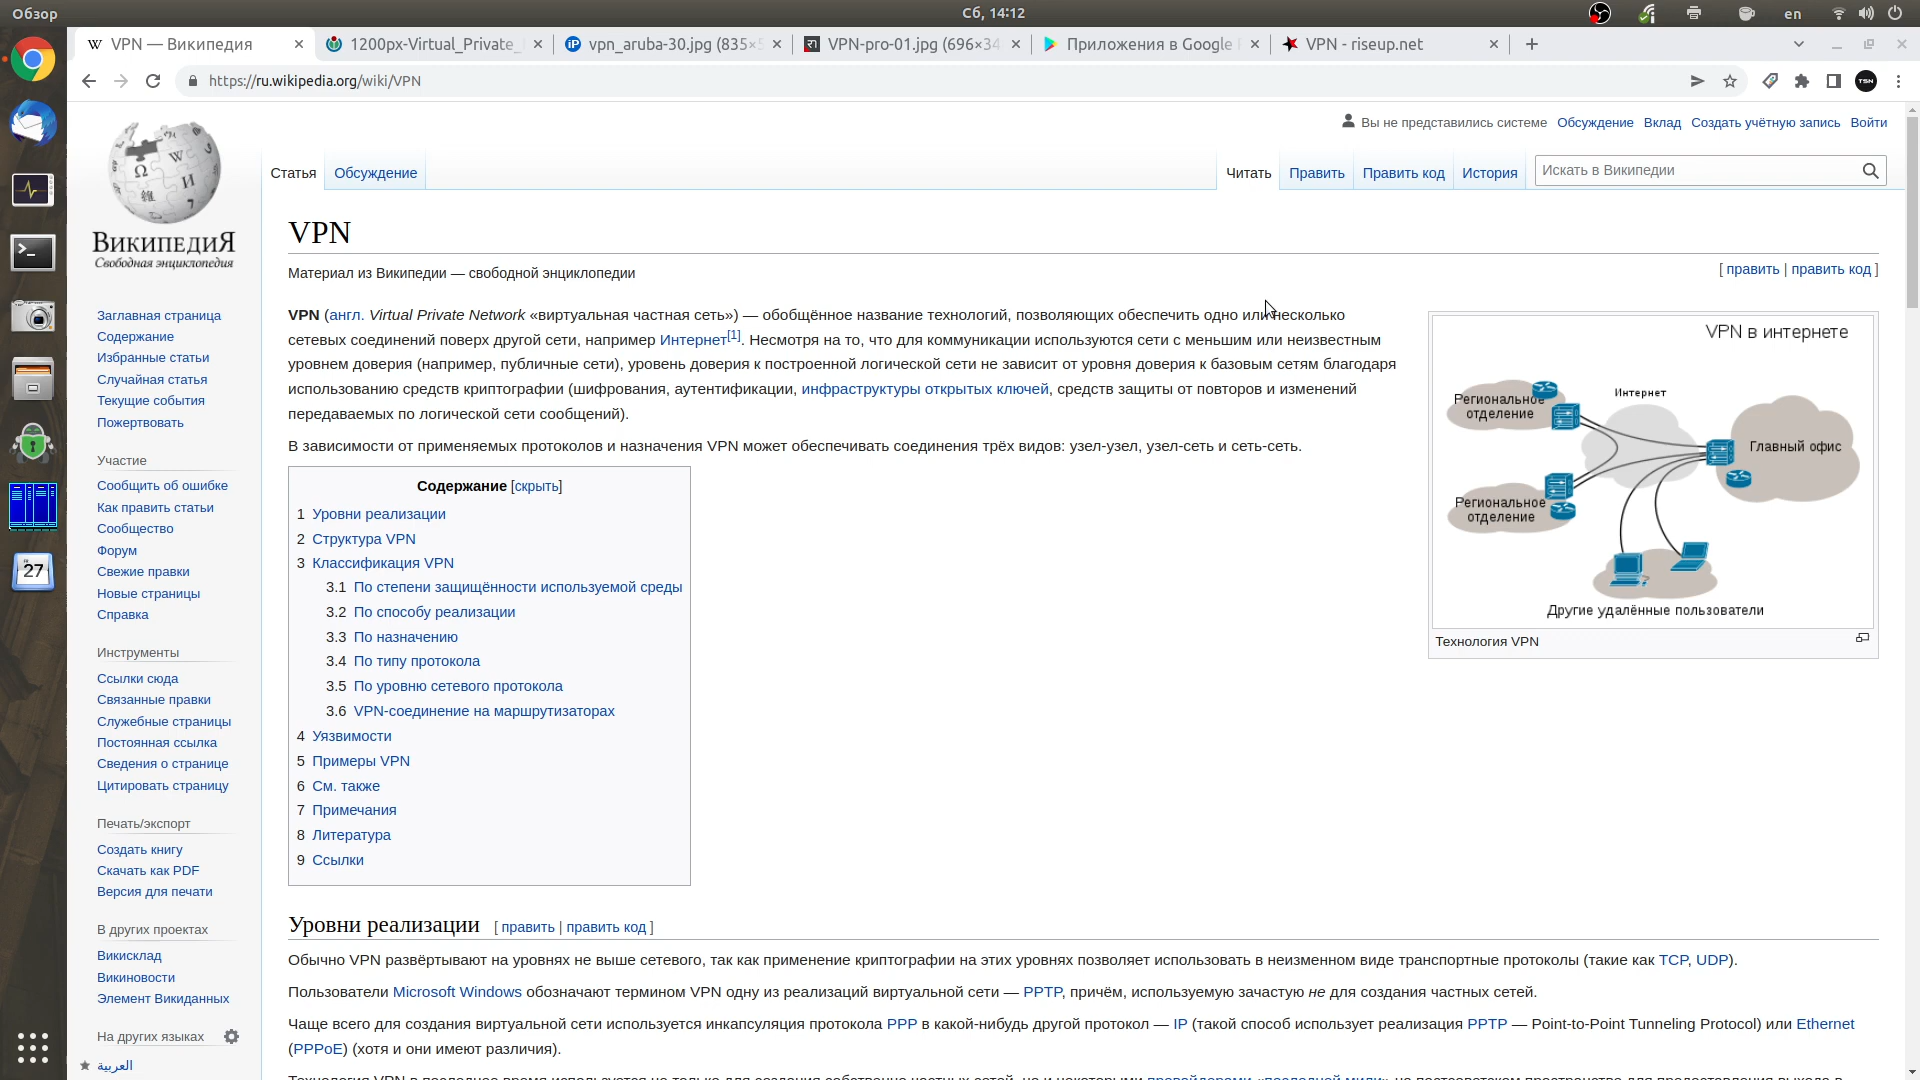 Обзор
Сб, 14:12
en
VPN — Википедия
1200px-Virtual_Private_
vpn_aruba-30.jpg (835×5
VPN-pro-01.jpg (696×34
Приложения в Google
VPN - riseup.net
https://ru.wikipedia.org/wiki/VPN
TSN
Вы не представились системе Обсуждение Вклад Создать учётную запись Войти
Статья Обсуждение
Читать Править Править код История
Искать в Википедии
ВикипедиЯ
Свободная энциклопедия
Заглавная страница
Содержание
Избранные статьи
Случайная статья
Текущие события
Пожертвовать
Участие
Сообщить об ошибке
Как править статьи
Сообщество
Форум
Свежие правки
Новые страницы
Справка
Инструменты
Ссылки сюда
Связанные правки
Служебные страницы
Постоянная ссылка
Сведения о странице
Цитировать страницу
Печать/экспорт
Создать книгу
Скачать как PDF
Версия для печати
В других проектах
Викисклад
Викиновости
Элемент Викиданных
На других языках
العربية
27
VPN
Материал из Википедии — свободной энциклопедии
[ править | править код ]
VPN (англ. Virtual Private Network «виртуальная частная сеть») — обобщённое название технологий, позволяющих обеспечить одно или несколько
сетевых соединений поверх другой сети, например Интернет[1]. Несмотря на то, что для коммуникации используются сети с меньшим или неизвестным
уровнем доверия (например, публичные сети), уровень доверия к построенной логической сети не зависит от уровня доверия к базовым сетям благодаря
использованию средств криптографии (шифрования, аутентификации, инфраструктуры открытых ключей, средств защиты от повторов и изменений
передаваемых по логической сети сообщений).
В зависимости от применяемых протоколов и назначения VPN может обеспечивать соединения трёх видов: узел-узел, узел-сеть и сеть-сеть.
VPN в интернете
Интернет
Региональное
отделение
Главный офис
Региональное
отделение
Другие удалённые пользователи
Технология VPN
Содержание [скрыть]
1 Уровни реализации
2 Структура VPN
3 Классификация VPN
3.1 По степени защищённости используемой среды
3.2 По способу реализации
3.3 По назначению
3.4 По типу протокола
3.5 По уровню сетевого протокола
3.6 VPN-соединение на маршрутизаторах
4 Уязвимости
5 Примеры VPN
6 См. также
7 Примечания
8 Литература
9 Ссылки
Уровни реализации [ править | править код ]
Обычно VPN развёртывают на уровнях не выше сетевого, так как применение криптографии на этих уровнях позволяет использовать в неизменном виде транспортные протоколы (такие как TCP, UDP).
Пользователи Microsoft Windows обозначают термином VPN одну из реализаций виртуальной сети — PPTP, причём, используемую зачастую не для создания частных сетей.
Чаще всего для создания виртуальной сети используется инкапсуляция протокола PPP в какой-нибудь другой протокол — IP (такой способ использует реализация PPTP — Point-to-Point Tunneling Protocol) или Ethernet
(PPPoE) (хотя и они имеют различия).